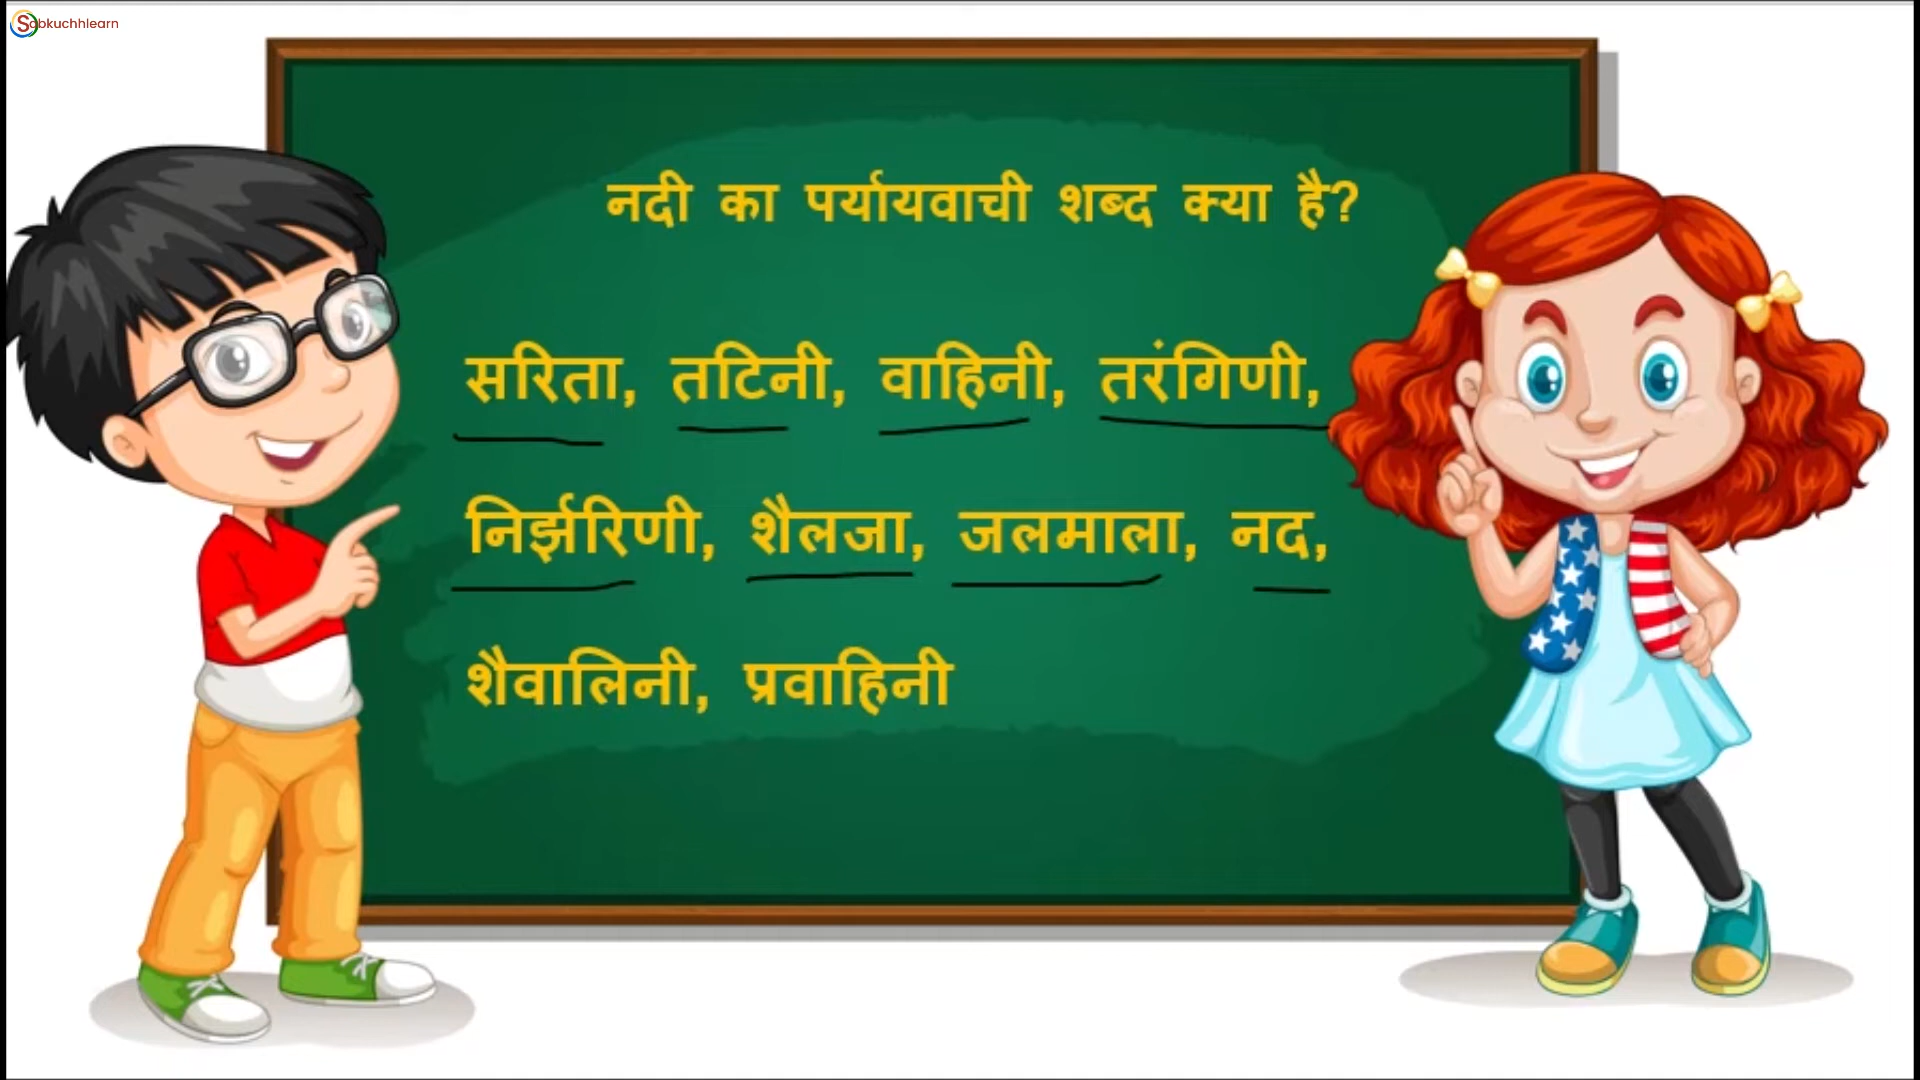 Sabkuchhlearn
नदी का पर्यायवाची शब्द क्या है?
सरिता, तटिनी, वाहिनी, तरंगिणी,
निर्झरिणी, शैलजा, जलमाला, नद,
शैवालिनी, प्रवाहिनी